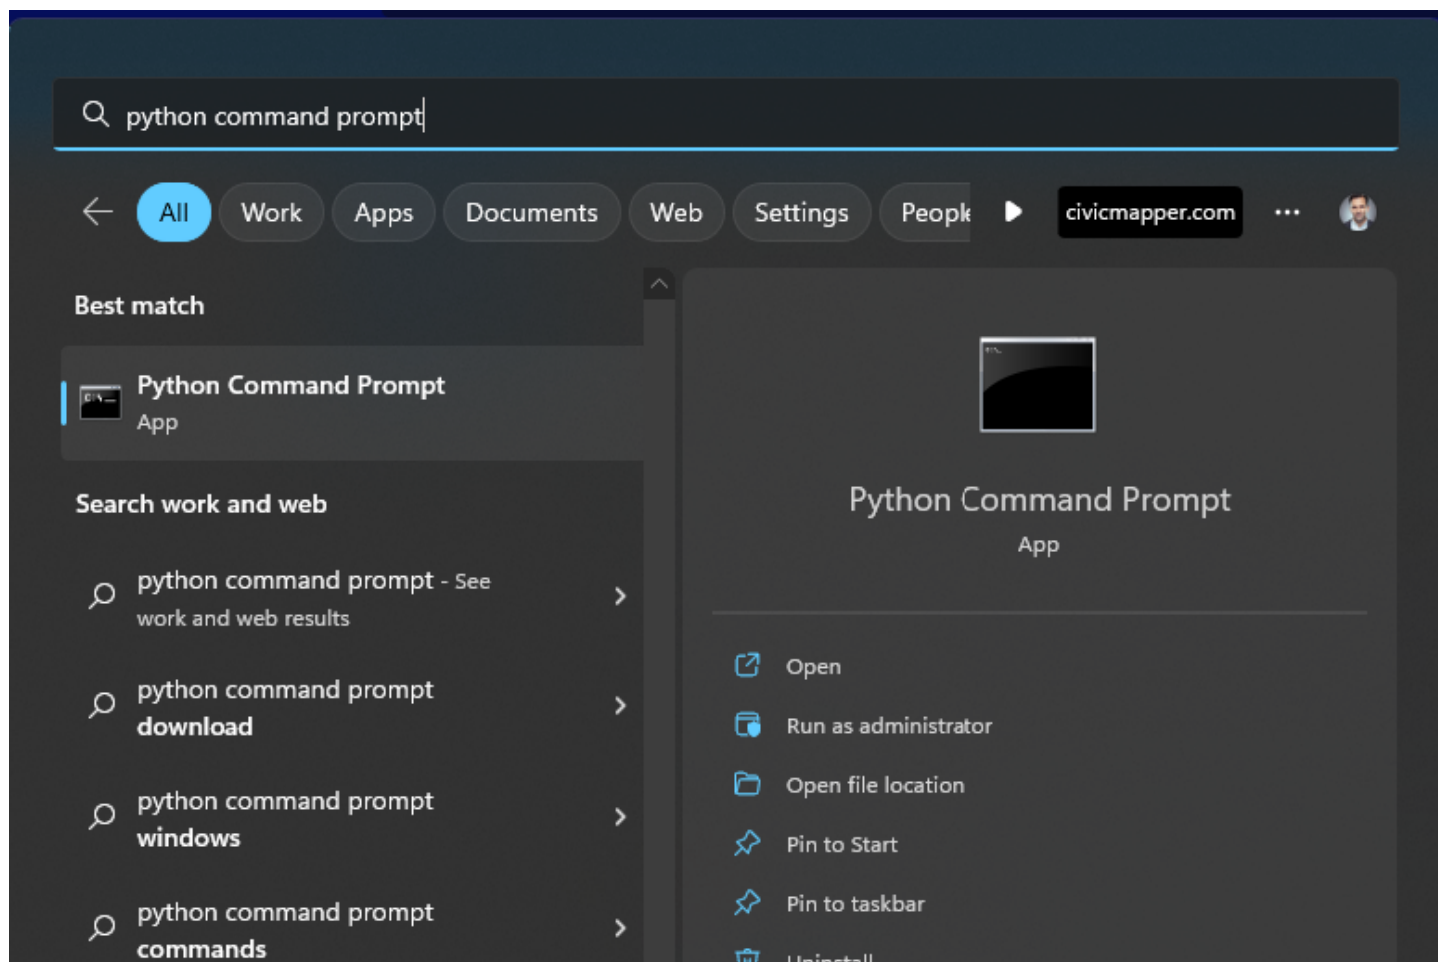 python command prompt
All Work Apps Documents Web Settings People civicmapper.com
Best match
Python Command Prompt
App
Search work and web
python command prompt - See
work and web results
python command prompt
download
python command prompt
windows
python command prompt
commands
Python Command Prompt
App
Open
Run as administrator
Open file location
Pin to Start
Pin to taskbar
Uninstall